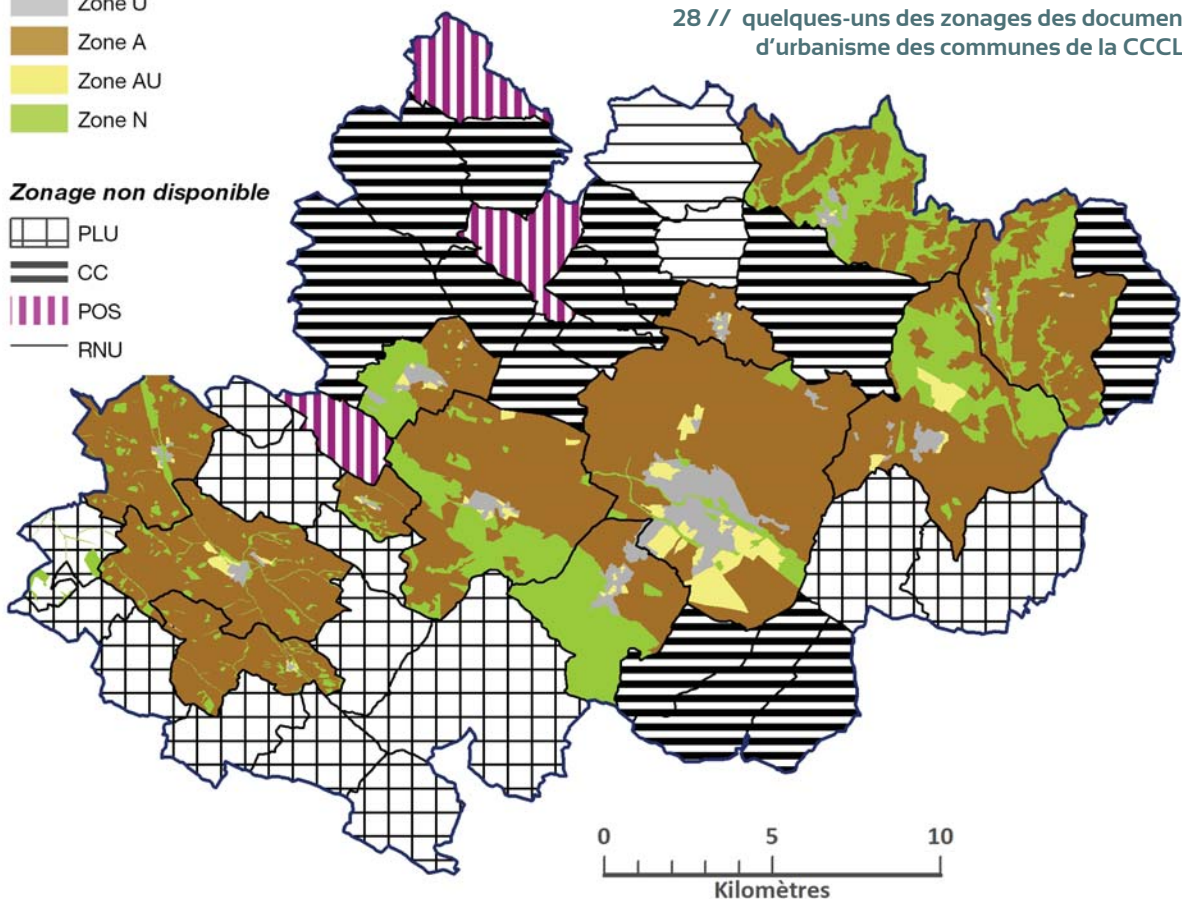 Zone U
Zone A
Zone AU
Zone N
28 // quelques-uns des zonages des documen
d'urbanisme des communes de la CCCL
Zonage non disponible
PLU
CC
POS
RNU
0 5 10
Kilomètres